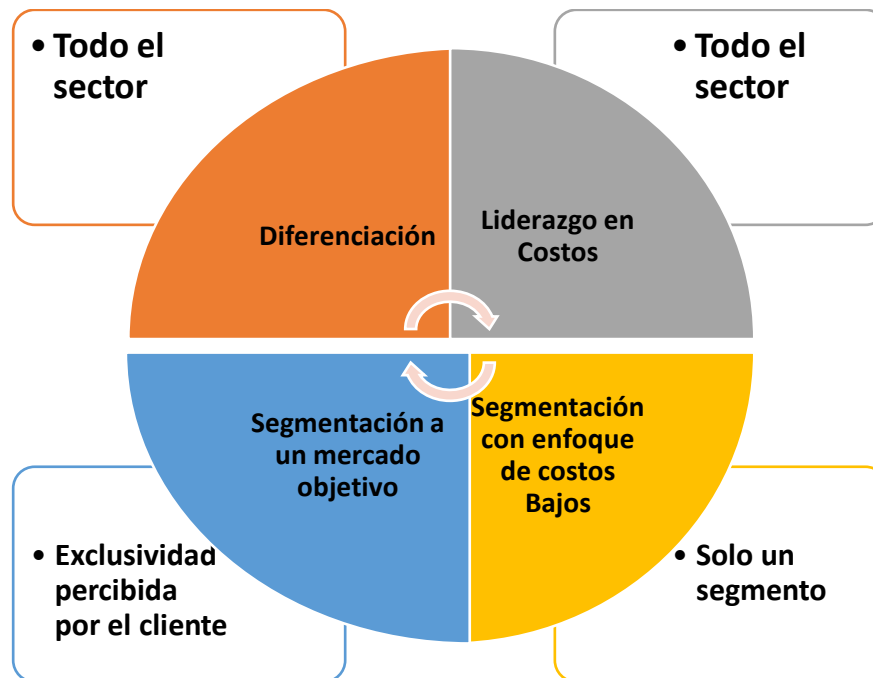 • Todo el
sector
• Todo el
sector
Diferenciación
Liderazgo en
Costos
Segmentación a
un mercado
objetivo
Segmentación
con enfoque
de costos
Bajos
• Exclusividad
percibida
por el cliente
• Solo un
segmento